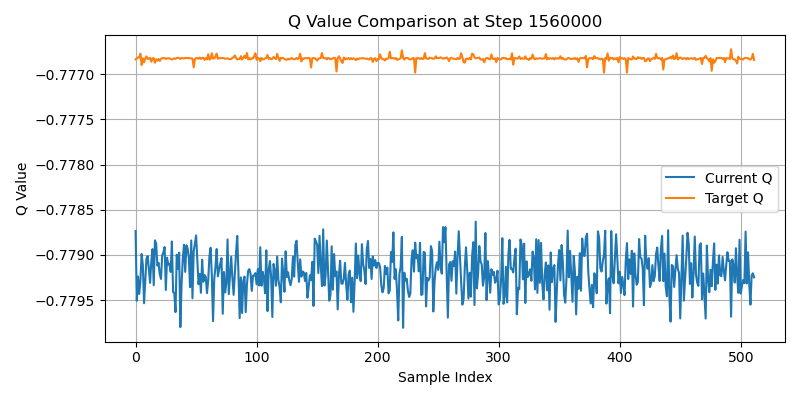 Q Value Comparison at Step 1560000
Q Value
−0.7770
−0.7775
−0.7780
−0.7785
−0.7790
−0.7795
Current Q
Target Q
0 100 200 300 400 500
Sample Index